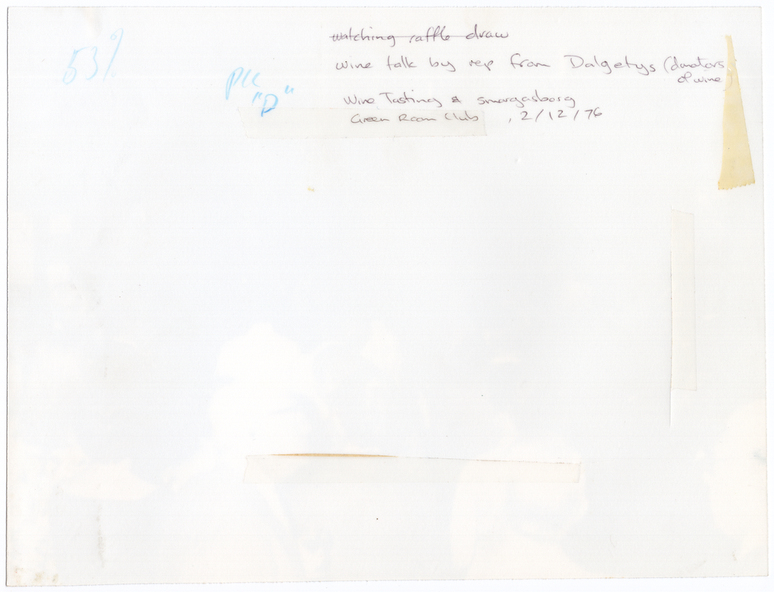 watching raffle draw
wine talk by rep from Dalgetys (donators
of wine)
Wine Tasting & smorgasborg
Green Room Club , 2/12/76
53%
PIC
"D"